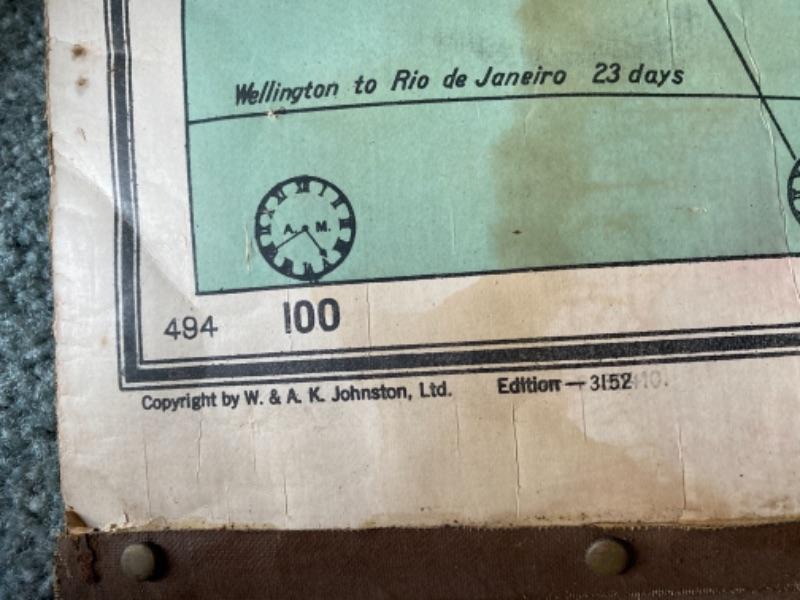 Wellington to Rio de Janeiro 23 days
A. M.
494
100
Copyright by W. & A. K. Johnston, Ltd.
Edition — 3152